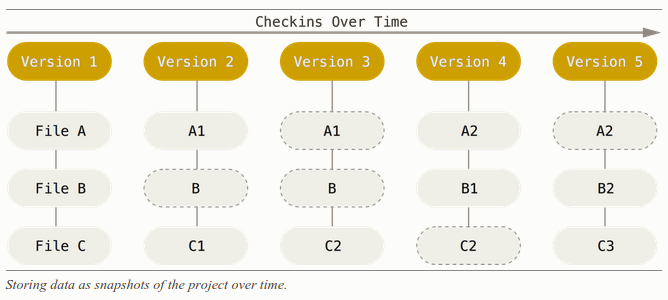 Checkins Over Time
Version 1 Version 2 Version 3 Version 4 Version 5
File A A1 A1 A2 A2
File B B B B1 B2
File C C1 C2 C2 C3
Storing data as snapshots of the project over time.